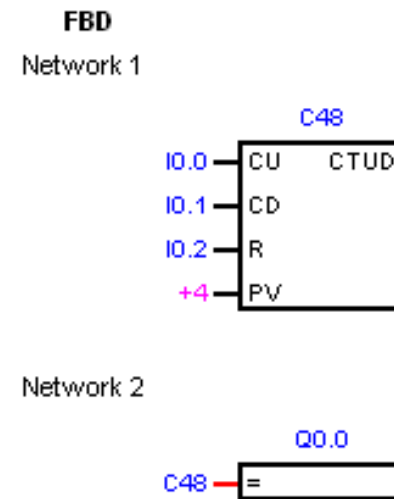 FBD
Network 1
C48
I0.0 CU CTUD
I0.1 CD
I0.2 R
+4 PV
Network 2
Q0.0
C48 =